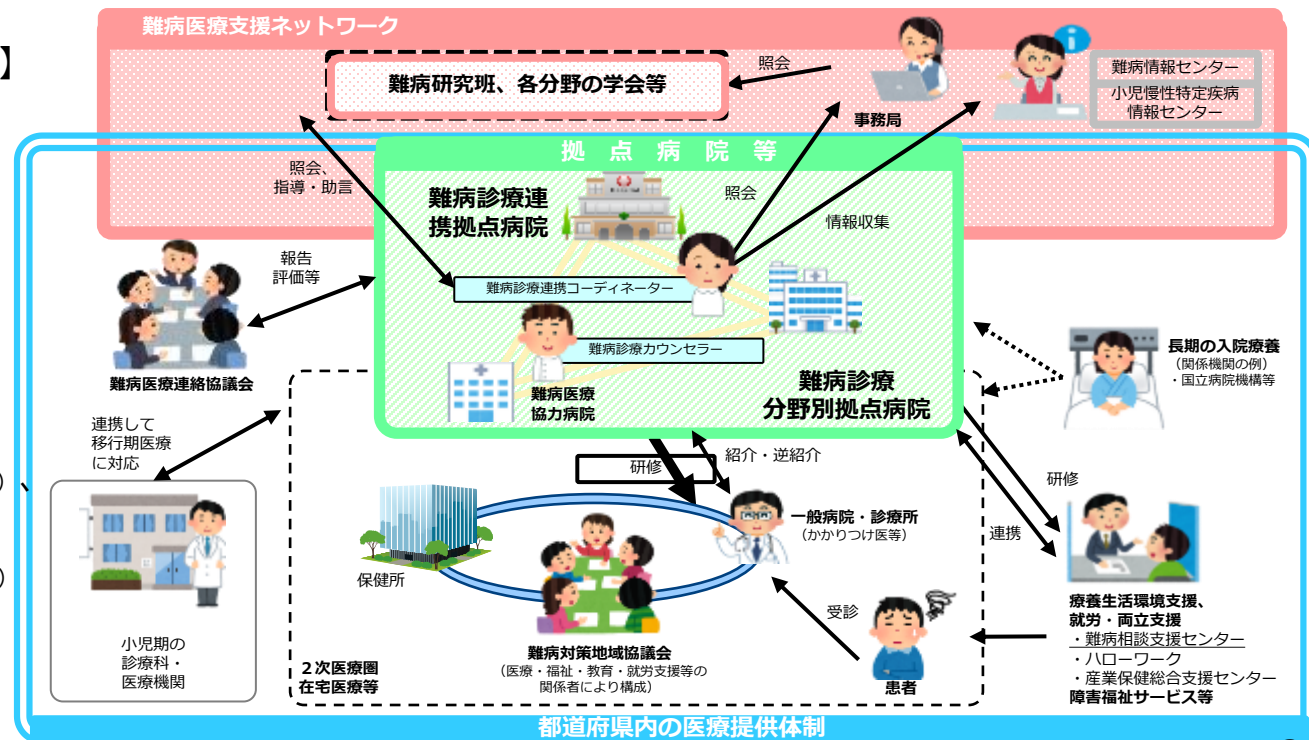 難病医療支援ネットワーク
】
難病研究班、各分野の学会等
照会
事務局
難病情報センター
小児慢性特定疾病
情報センター
拠点病院等
照会、
指導・助言
難病診療連
携拠点病院
照会
情報収集
報告
評価等
難病診療連携コーディネーター
難病診療カウンセラー
難病医療
協力病院
難病診療
分野別拠点病院
難病医療連絡協議会
長期の入院療養
（関係機関の例）
・国立病院機構等
連携して
移行期医療
に対応
研修
紹介・逆紹介
）、
）
一般病院・診療所
（かかりつけ医等）
研修
連携
保健所
受診
小児期の
診療科・
医療機関
難病対策地域協議会
（医療・福祉・教育・就労支援等の
関係者により構成）
２次医療圏
在宅医療等
患者
療養生活環境支援、
就労・両立支援
・難病相談支援センター
・ハローワーク
・産業保健総合支援センター
障害福祉サービス等
都道府県内の医療提供体制